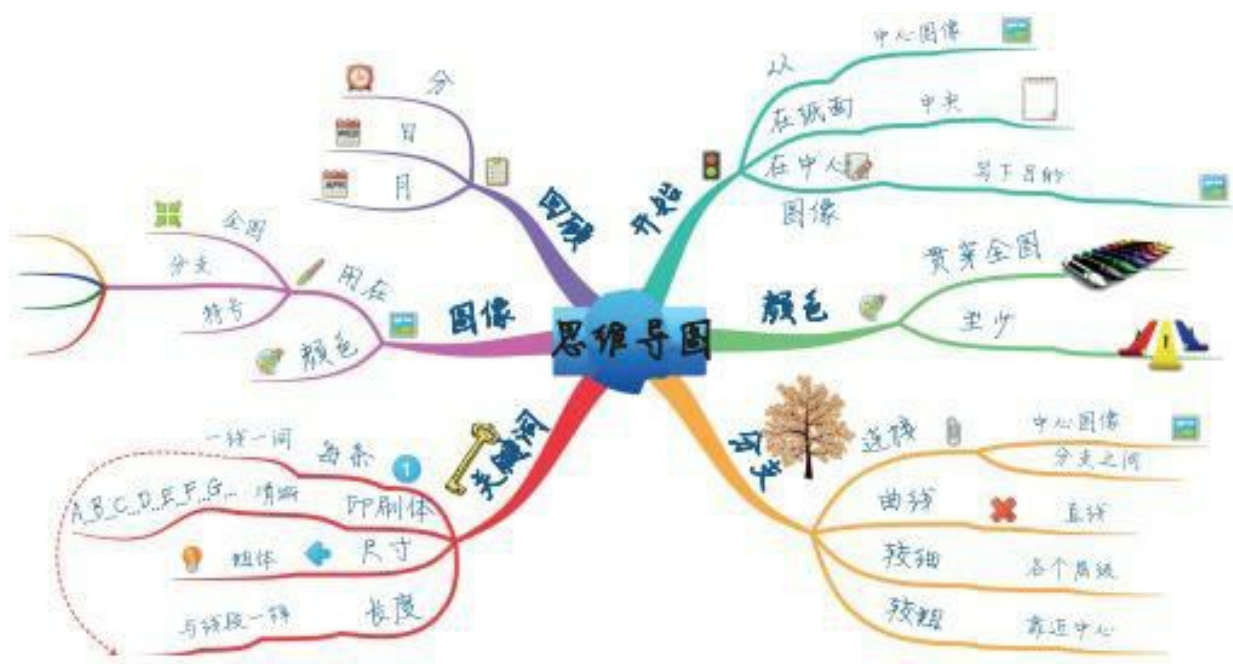 思维导图
开始
从
中心图像
在纸面
中央
在中心
图像
写下目的
颜色
贯穿全图
至少
分支
连接
中心图像
分支之间
曲线
直线
较细
各个层级
较粗
靠近中心
关键词
每条
一线一词
印刷体
清晰
A_B_C_D_E_F_G...
尺寸
粗体
长度
与线段一样
图像
用在
全图
分支
符号
颜色
回顾
分
日
月